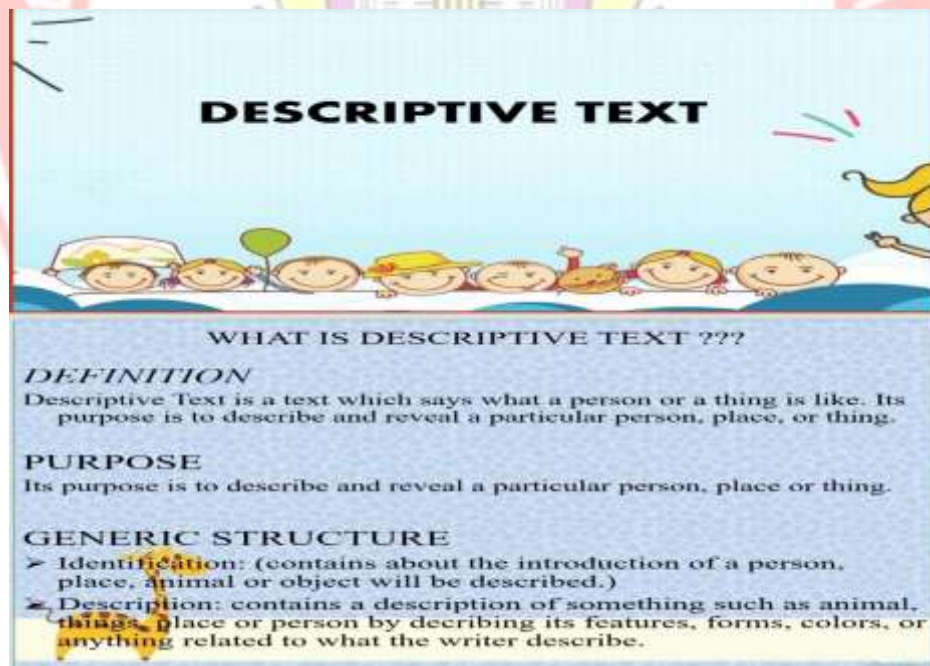 DESCRIPTIVE TEXT
WHAT IS DESCRIPTIVE TEXT ???
DEFINITION
Descriptive Text is a text which says what a person or a thing is like. Its
purpose is to describe and reveal a particular person, place, or thing.
PURPOSE
Its purpose is to describe and reveal a particular person, place or thing.
GENERIC STRUCTURE
➤ Identification: (contains about the introduction of a person,
place, animal or object will be described.)
➤ Description: contains a description of something such as animal,
things, place or person by decribing its features, forms, colors, or
anything related to what the writer describe.